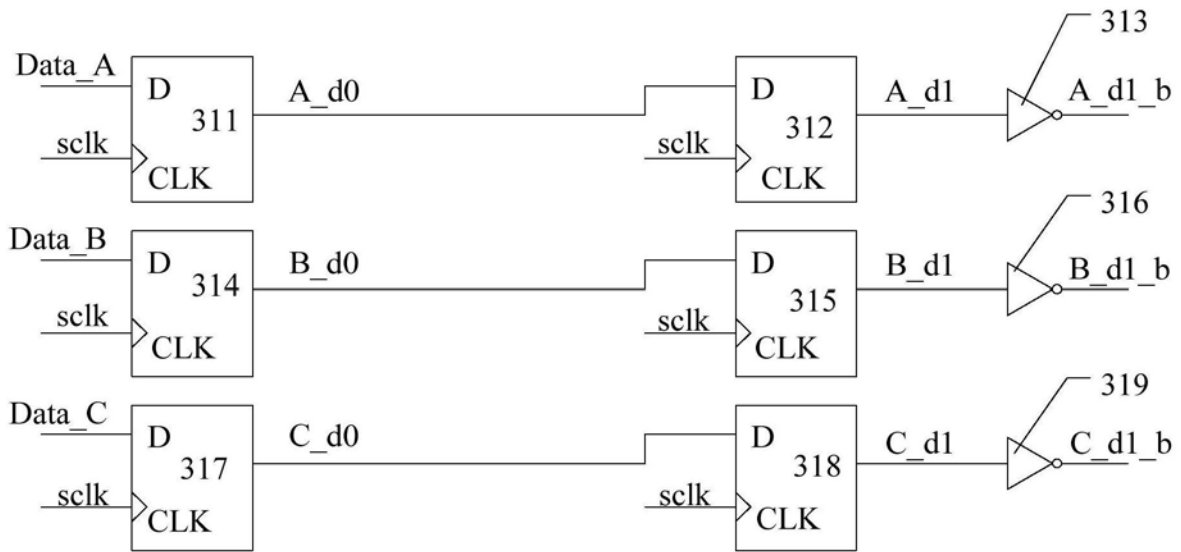 313
Data_A
D
A_d0
D
A_d1
A_d1_b
311
312
sclk
sclk
CLK
CLK
316
Data_B
D
B_d0
D
B_d1
B_d1_b
314
315
sclk
sclk
CLK
CLK
319
Data_C
D
C_d0
D
C_d1
C_d1_b
317
318
sclk
sclk
CLK
CLK